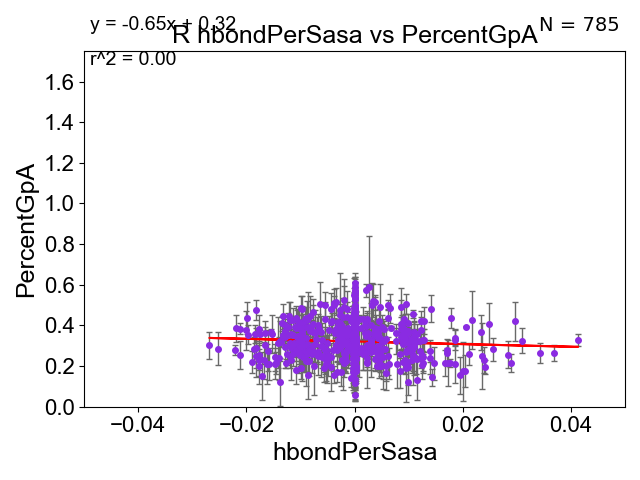 y = -0.65x + 0.32
R hbondPerSasa vs PercentGpA
N = 785
r^2 = 0.00
PercentGpA
1.6
1.4
1.2
1.0
0.8
0.6
0.4
0.2
0.0
−0.04
−0.02
0.00
0.02
0.04
hbondPerSasa